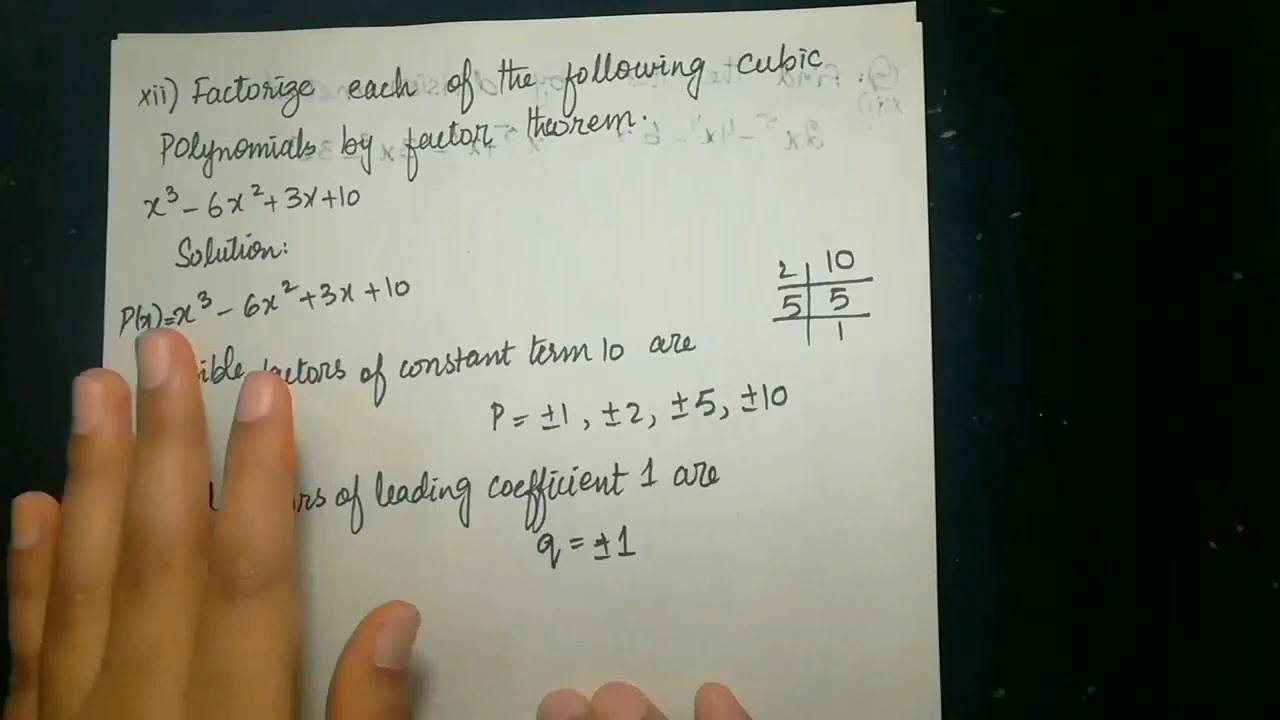 xii) Factorize each of the following cubic
Polynomials by factor theorem.
x³ - 6x² + 3x + 10
Solution:
P(x) = x³ - 6x² + 3x + 10
factors of constant term 10 are
P = ±1, ±2, ±5, ±10
of leading coefficient 1 are
q = ±1
2 | 10
5 | 5
| 1